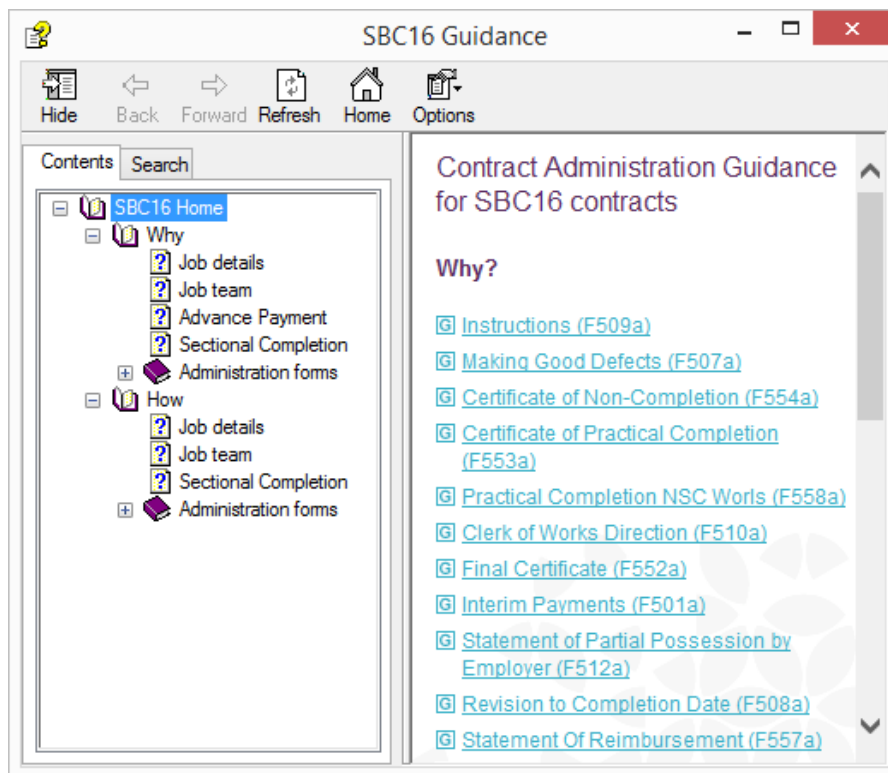 SBC16 Guidance
Hide
Back
Forward
Refresh
Home
Options
Contents
Search
SBC16 Home
Why
Job details
Job team
Advance Payment
Sectional Completion
Administration forms
How
Job details
Job team
Sectional Completion
Administration forms
Contract Administration Guidance
for SBC16 contracts
Why?
G Instructions (F509a)
G Making Good Defects (F507a)
G Certificate of Non-Completion (F554a)
G Certificate of Practical Completion
(F553a)
G Practical Completion NSC Worls (F558a)
G Clerk of Works Direction (F510a)
G Final Certificate (F552a)
G Interim Payments (F501a)
G Statement of Partial Possession by
Employer (F512a)
G Revision to Completion Date (F508a)
G Statement Of Reimbursement (F557a)